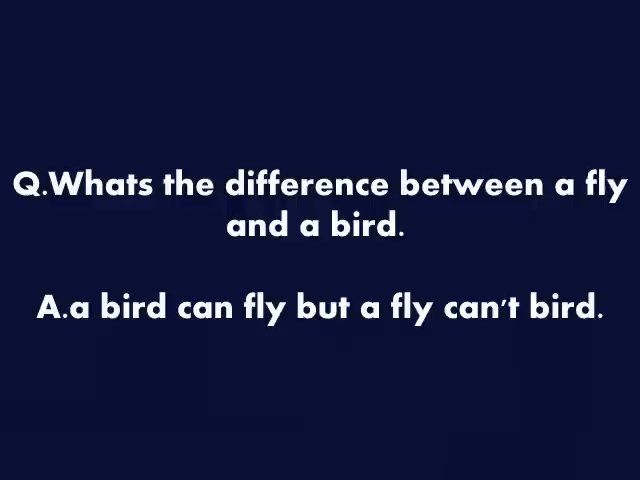 Q.Whats the difference between a fly
and a bird.
A.a bird can fly but a fly can't bird.